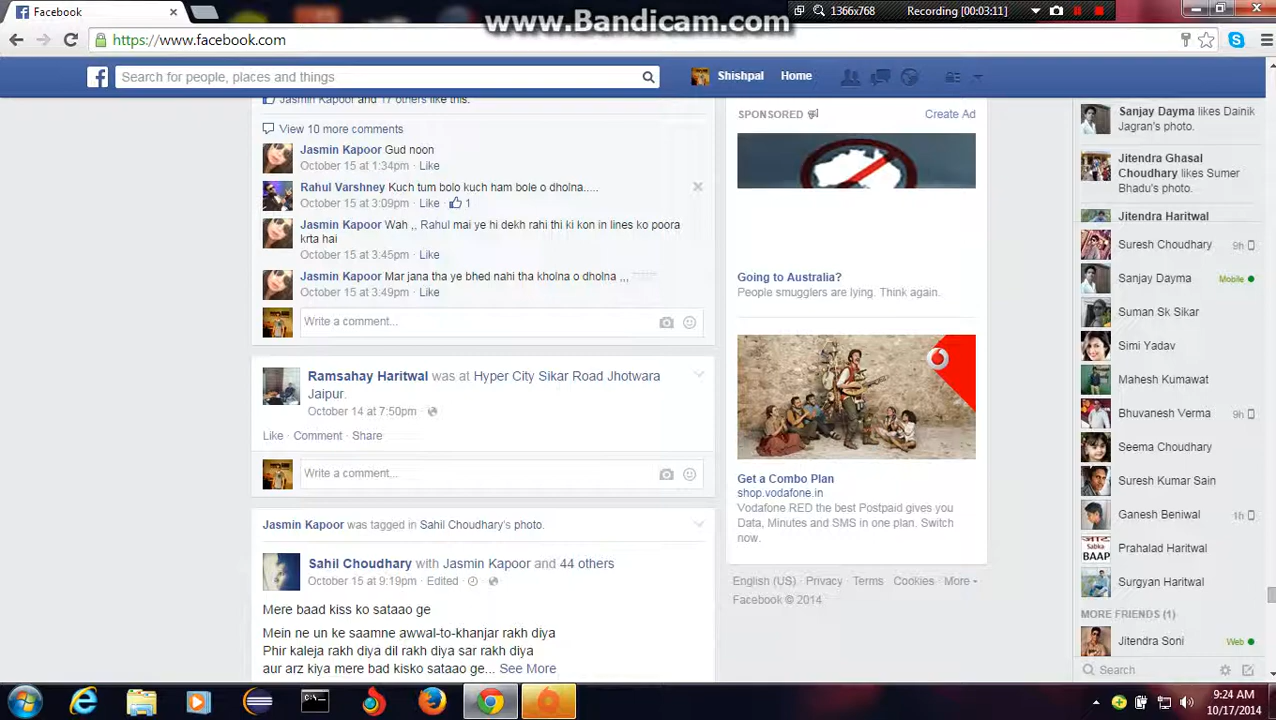 Facebook
www.Bandicam.com
1366x768
Recording [00:03:11]
https://www.facebook.com
Search for people, places and things
Shishpal
Home
Jasmin Kapoor and 17 others like this.
View 10 more comments
Jasmin Kapoor Gud noon
October 15 at 1:34pm · Like
Rahul Varshney Kuch tum bolo kuch ham bole o dholna.....
October 15 at 3:09pm · Like · 1
Jasmin Kapoor Wah ,, Rahul mai ye hi dekh rahi thi ki kon in lines ko poora
krta hai
October 15 at 3:45pm · Like
Jasmin Kapoor Mar jana tha ye bhed nahi tha kholna o dholna ,,,
October 15 at 3:49pm · Like
Write a comment...
Ramsahay Haritwal was at Hyper City Sikar Road Jhotwara
Jaipur.
October 14 at 7:50pm ·
Like · Comment · Share
Write a comment...
Jasmin Kapoor was tagged in Sahil Choudhary's photo.
Sahil Choudhary with Jasmin Kapoor and 44 others
October 15 at 9:19pm · Edited ·
Mere baad kiss ko sataao ge
Mein ne un ke saamne awwal-to-khanjar rakh diya
Phir kaleja rakh diya dil rakh diya sar rakh diya
aur arz kiya mere bad kisko sataao ge... See More
SPONSORED
Create Ad
Going to Australia?
People smugglers are lying. Think again.
Get a Combo Plan
shop.vodafone.in
Vodafone RED the best Postpaid gives you
Data, Minutes and SMS in one plan. Switch
now.
English (US) · Privacy · Terms · Cookies · More
Facebook © 2014
Sanjay Dayma likes Dainik
Jagran's photo.
Jitendra Ghasal
Choudhary likes Sumer
Bhadu's photo.
Jitendra Haritwal
Suresh Choudhary 9h
Sanjay Dayma Mobile
Suman Sk Sikar
Simi Yadav
Mahesh Kumawat
Bhuvanesh Verma 9h
Seema Choudhary
Suresh Kumar Sain
Ganesh Beniwal 1h
Sabka
BAAP
Prahalad Haritwal
Surgyan Haritwal
MORE FRIENDS (1)
Jitendra Soni Web
Search
9:24 AM
10/17/2014